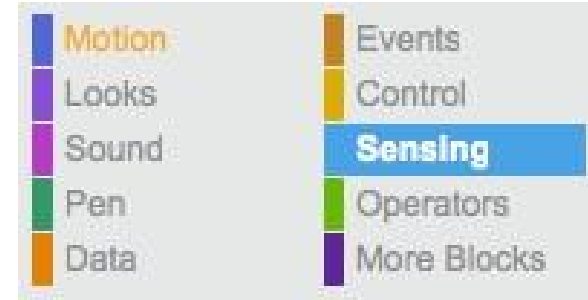 Motion Events
Looks Control
Sound Sensing
Pen Operators
Data More Blocks